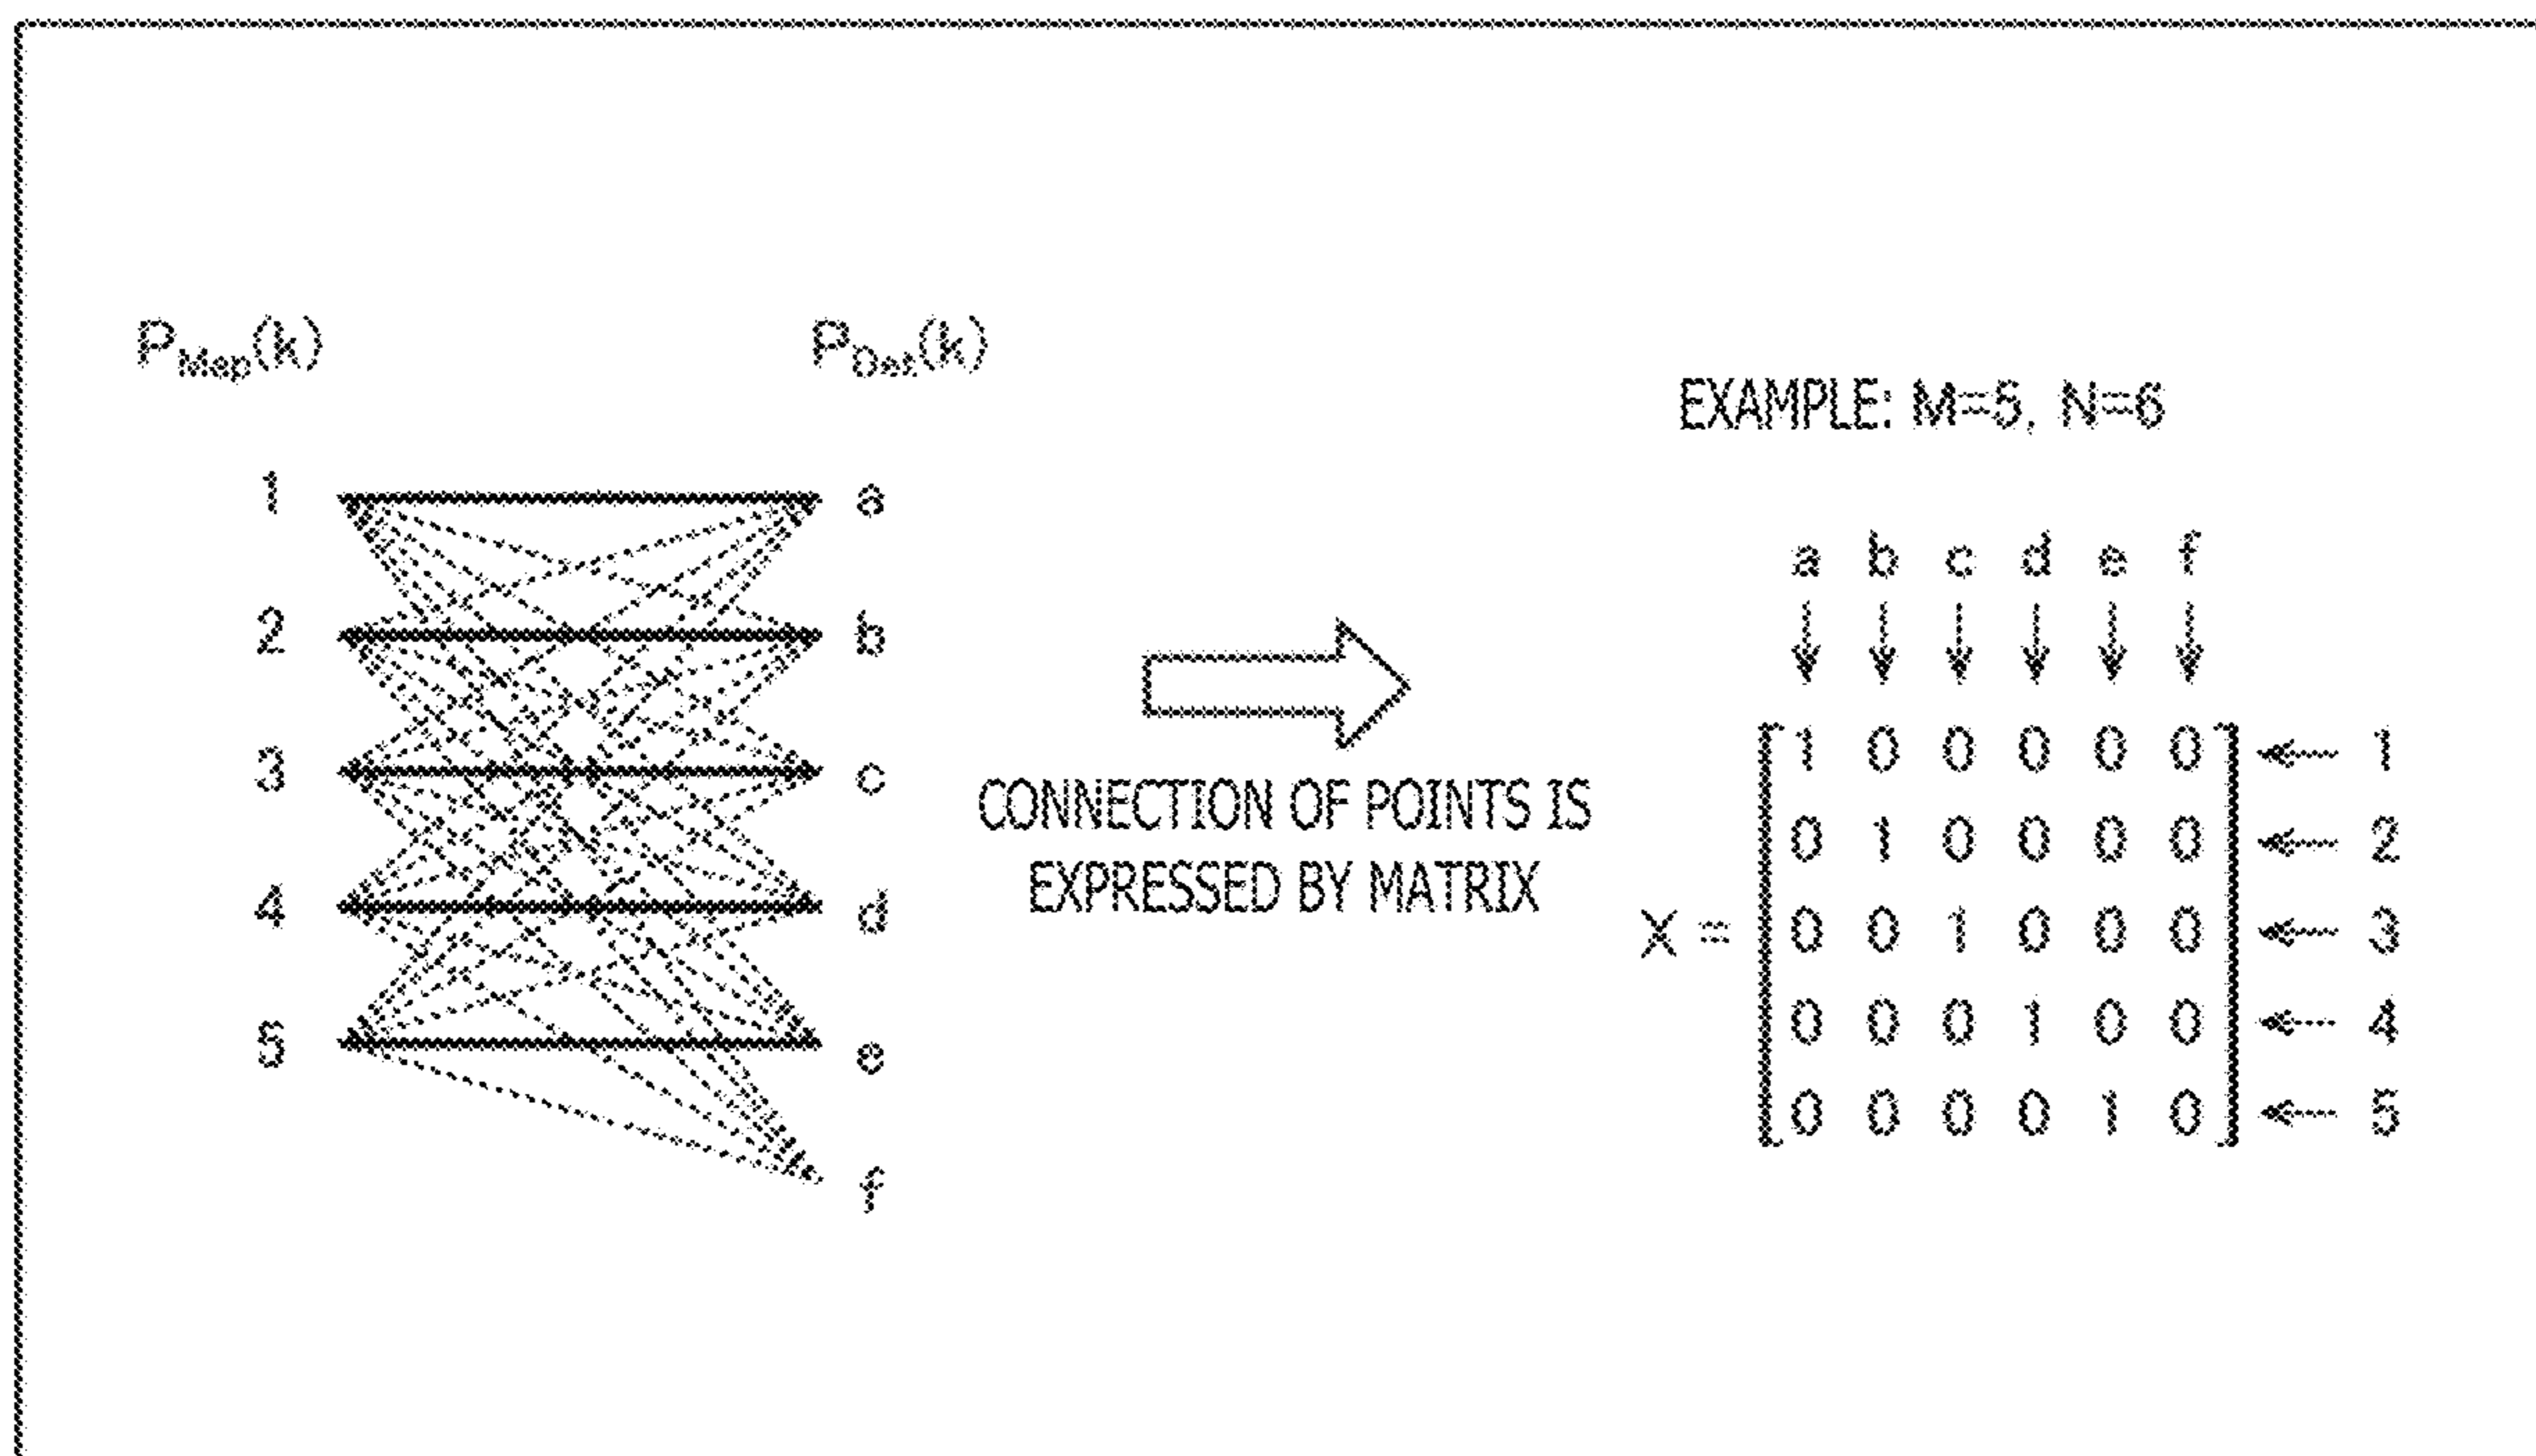 P_Map(k) P_Det(k)
1 a
2 b
3 c
4 d
5 e
f
CONNECTION OF POINTS IS
EXPRESSED BY MATRIX
EXAMPLE: M=5, N=6
a b c d e f
1 0 0 0 0 0 1
0 1 0 0 0 0 2
X = 0 0 1 0 0 0 3
0 0 0 1 0 0 4
0 0 0 0 1 0 5